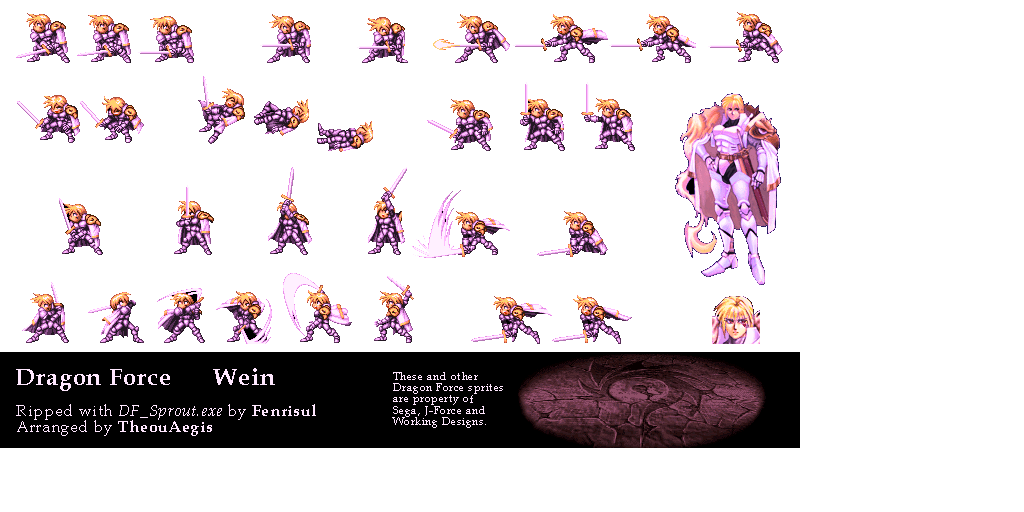 Dragon Force Wein
Ripped with DF_Sprout.exe by Fenrisul
Arranged by TheouAegis
These and other
Dragon Force sprites
are property of
Sega, J-Force and
Working Designs.